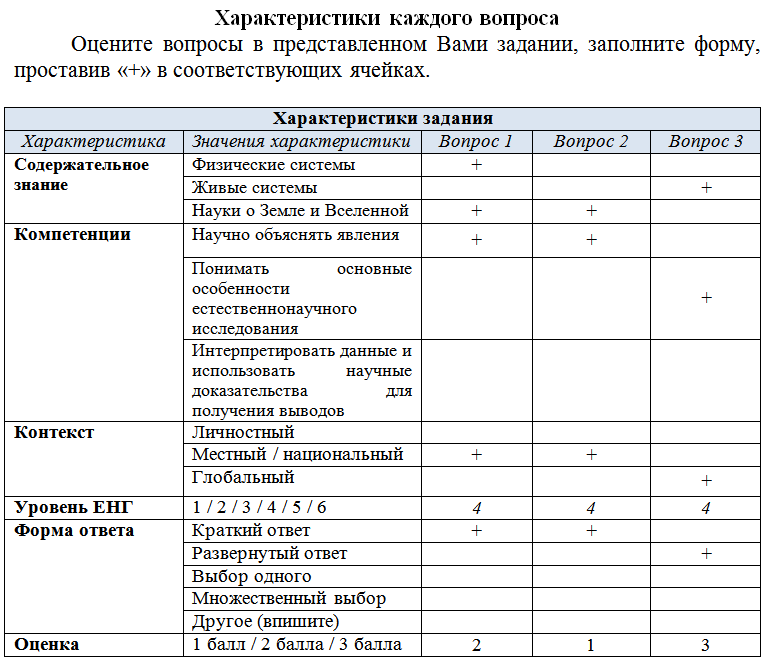 Характеристики каждого вопроса
Оцените вопросы в представленном Вами задании, заполните форму,
проставив «+» в соответствующих ячейках.
Характеристики задания
Характеристика Значения характеристики Вопрос 1 Вопрос 2 Вопрос 3
Содержательное Физические системы +
знание Живые системы +
Науки о Земле и Вселенной + +
Компетенции Научно объяснять явления + +
Понимать основные
особенности
естественнонаучного +
исследования
Интерпретировать данные и
использовать научные
доказательства для
получения выводов
Контекст Личностный
Местный / национальный + +
Глобальный +
Уровень ЕНГ 1 / 2 / 3 / 4 / 5 / 6 4 4 4
Форма ответа Краткий ответ + +
Развернутый ответ +
Выбор одного
Множественный выбор
Другое (впишите)
Оценка 1 балл / 2 балла / 3 балла 2 1 3